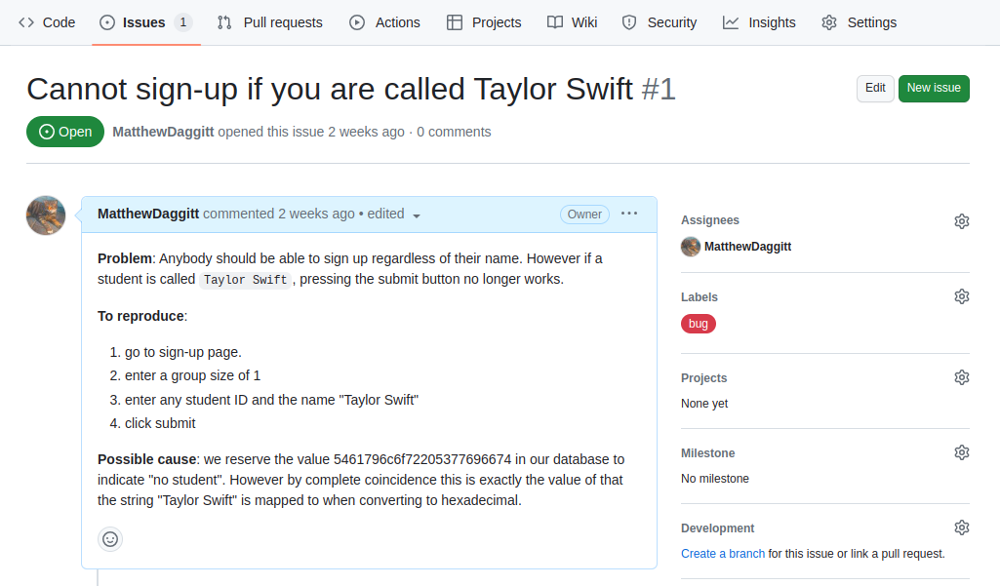 Code Issues 1 Pull requests Actions Projects Wiki Security Insights Settings
Cannot sign-up if you are called Taylor Swift #1
Edit New issue
Open MatthewDaggitt opened this issue 2 weeks ago · 0 comments
MatthewDaggitt commented 2 weeks ago • edited Owner
Problem: Anybody should be able to sign up regardless of their name. However if a
student is called Taylor Swift, pressing the submit button no longer works.
To reproduce:
1. go to sign-up page.
2. enter a group size of 1
3. enter any student ID and the name "Taylor Swift"
4. click submit
Possible cause: we reserve the value 5461796c6f72205377696674 in our database to
indicate "no student". However by complete coincidence this is exactly the value of that
the string "Taylor Swift" is mapped to when converting to hexadecimal.
Assignees
MatthewDaggitt
Labels
bug
Projects
None yet
Milestone
No milestone
Development
Create a branch for this issue or link a pull request.